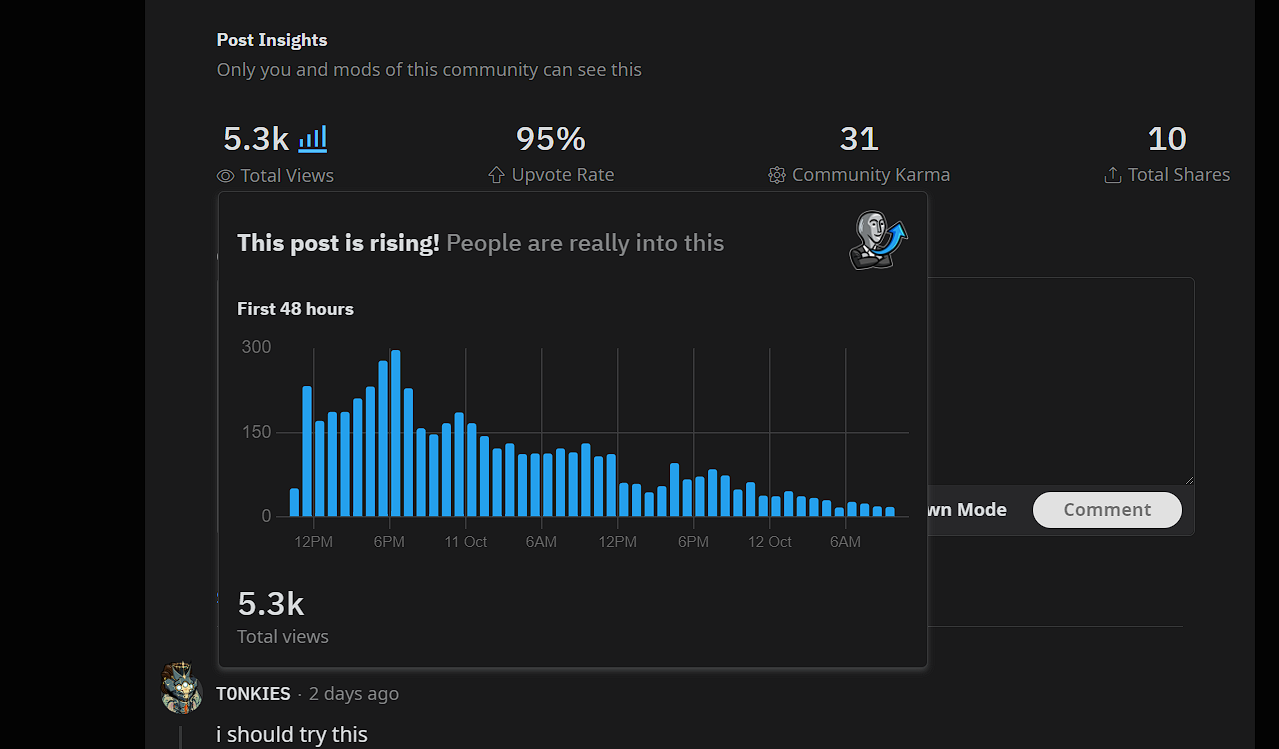 Post Insights
Only you and mods of this community can see this
5.3k 95% 31 10
Total Views Upvote Rate Community Karma Total Shares
This post is rising! People are really into this
First 48 hours
300
150
0
12PM 6PM 11 Oct 6AM 12PM 6PM 12 Oct 6AM
wn Mode Comment
5.3k
Total views
T0NKIES · 2 days ago
i should try this